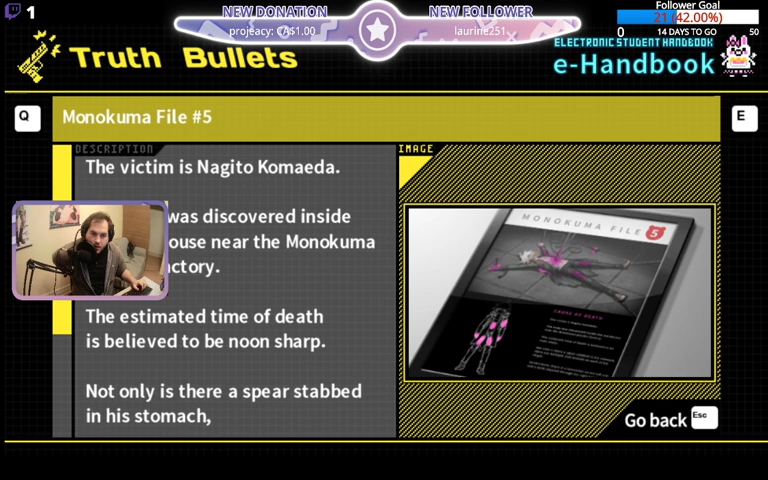 1
NEW DONATION
projeacy: CA$1.00
NEW FOLLOWER
laurine251
Follower Goal
21 (42.00%)
0
14 DAYS TO GO
50
Truth Bullets
ELECTRONIC STUDENT HANDBOOK
e-Handbook
Q
Monokuma File #5
E
DESCRIPTION
The victim is Nagito Komaeda.
was discovered inside
ouse near the Monokuma
actory.
The estimated time of death
is believed to be noon sharp.
Not only is there a spear stabbed
in his stomach,
IMAGE
MONOKUMA FILE
5
CAUSE OF DEATH
Go back
Esc